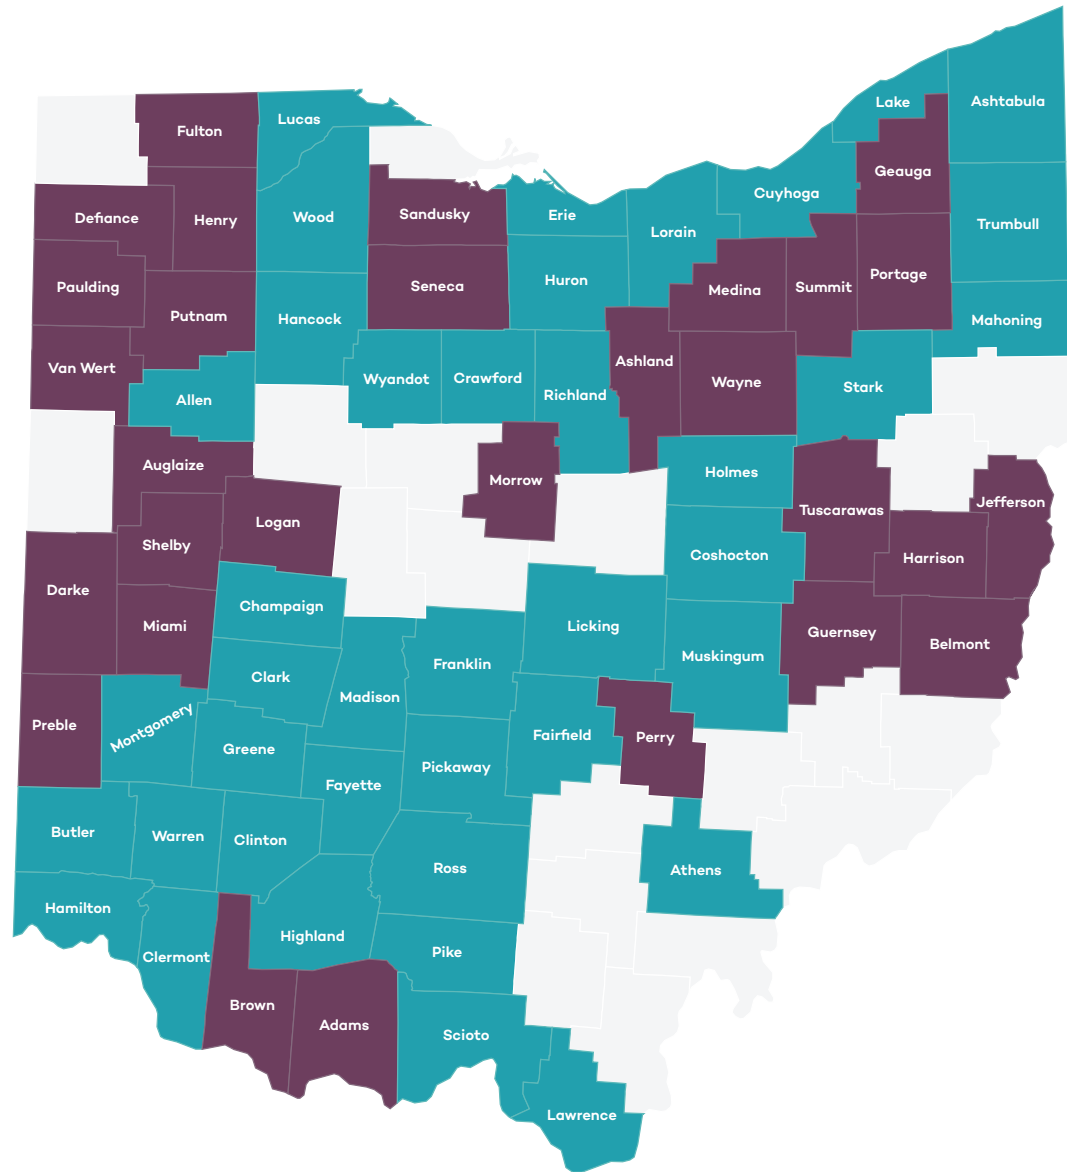 Lake
Ashtabula
Lucas
Fulton
Geauga
Cuyhoga
Sandusky
Erie
Defiance
Henry
Wood
Trumbull
Lorain
Portage
Huron
Seneca
Paulding
Summit
Medina
Putnam
Hancock
Mahoning
Ashland
Van Wert
Wyandot
Crawford
Wayne
Stark
Richland
Allen
Auglaize
Holmes
Morrow
Jefferson
Tuscarawas
Logan
Shelby
Coshocton
Harrison
Darke
Champaign
Miami
Licking
Guernsey
Belmont
Muskingum
Franklin
Clark
Madison
Preble
Montgomery
Fairfield
Perry
Greene
Pickaway
Fayette
Butler
Warren
Clinton
Ross
Athens
Hamilton
Highland
Pike
Clermont
Brown
Adams
Scioto
Lawrence